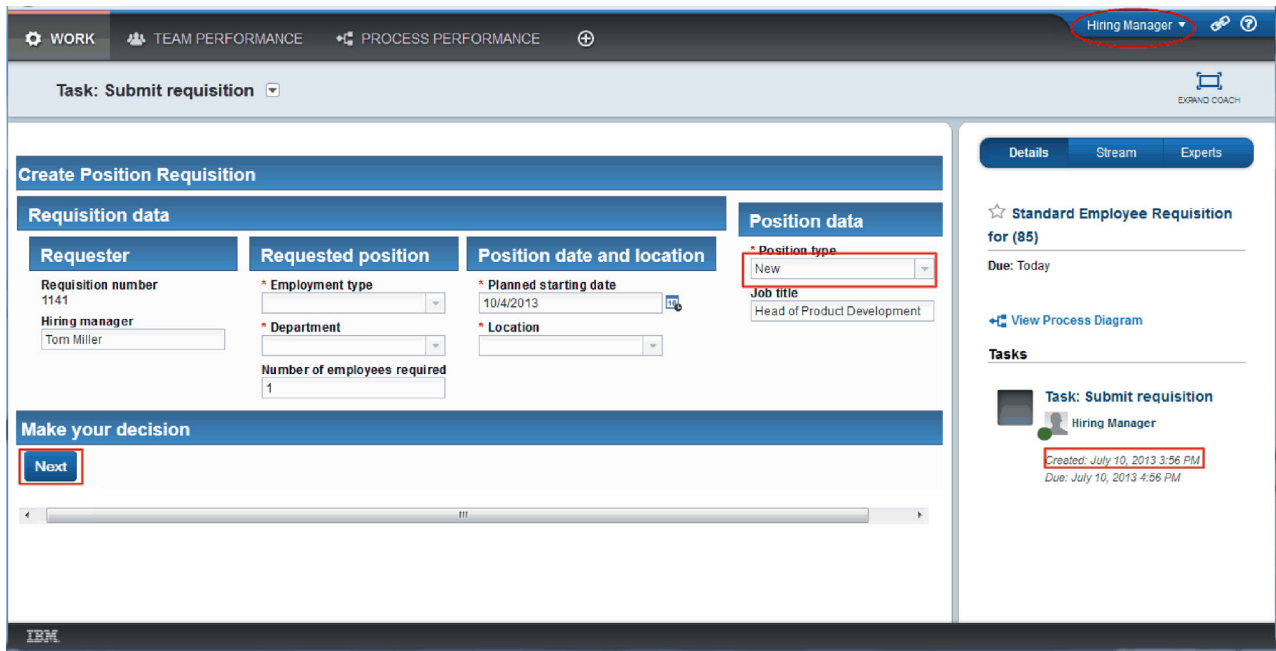 WORK TEAM PERFORMANCE PROCESS PERFORMANCE Hiring Manager
Task: Submit requisition
EXPAND COACH
Create Position Requisition
Requisition data
Requester
Requisition number
1141
Hiring manager
Tom Miller
Requested position
* Employment type
* Department
Number of employees required
1
Position date and location
* Planned starting date
10/4/2013
* Location
Position data
* Position type
New
Job title
Head of Product Development
Make your decision
Next
Details Stream Experts
Standard Employee Requisition
for (85)
Due: Today
View Process Diagram
Tasks
Task: Submit requisition
Hiring Manager
Created: July 10, 2013 3:56 PM
Due: July 10, 2013 4:56 PM
IBM.